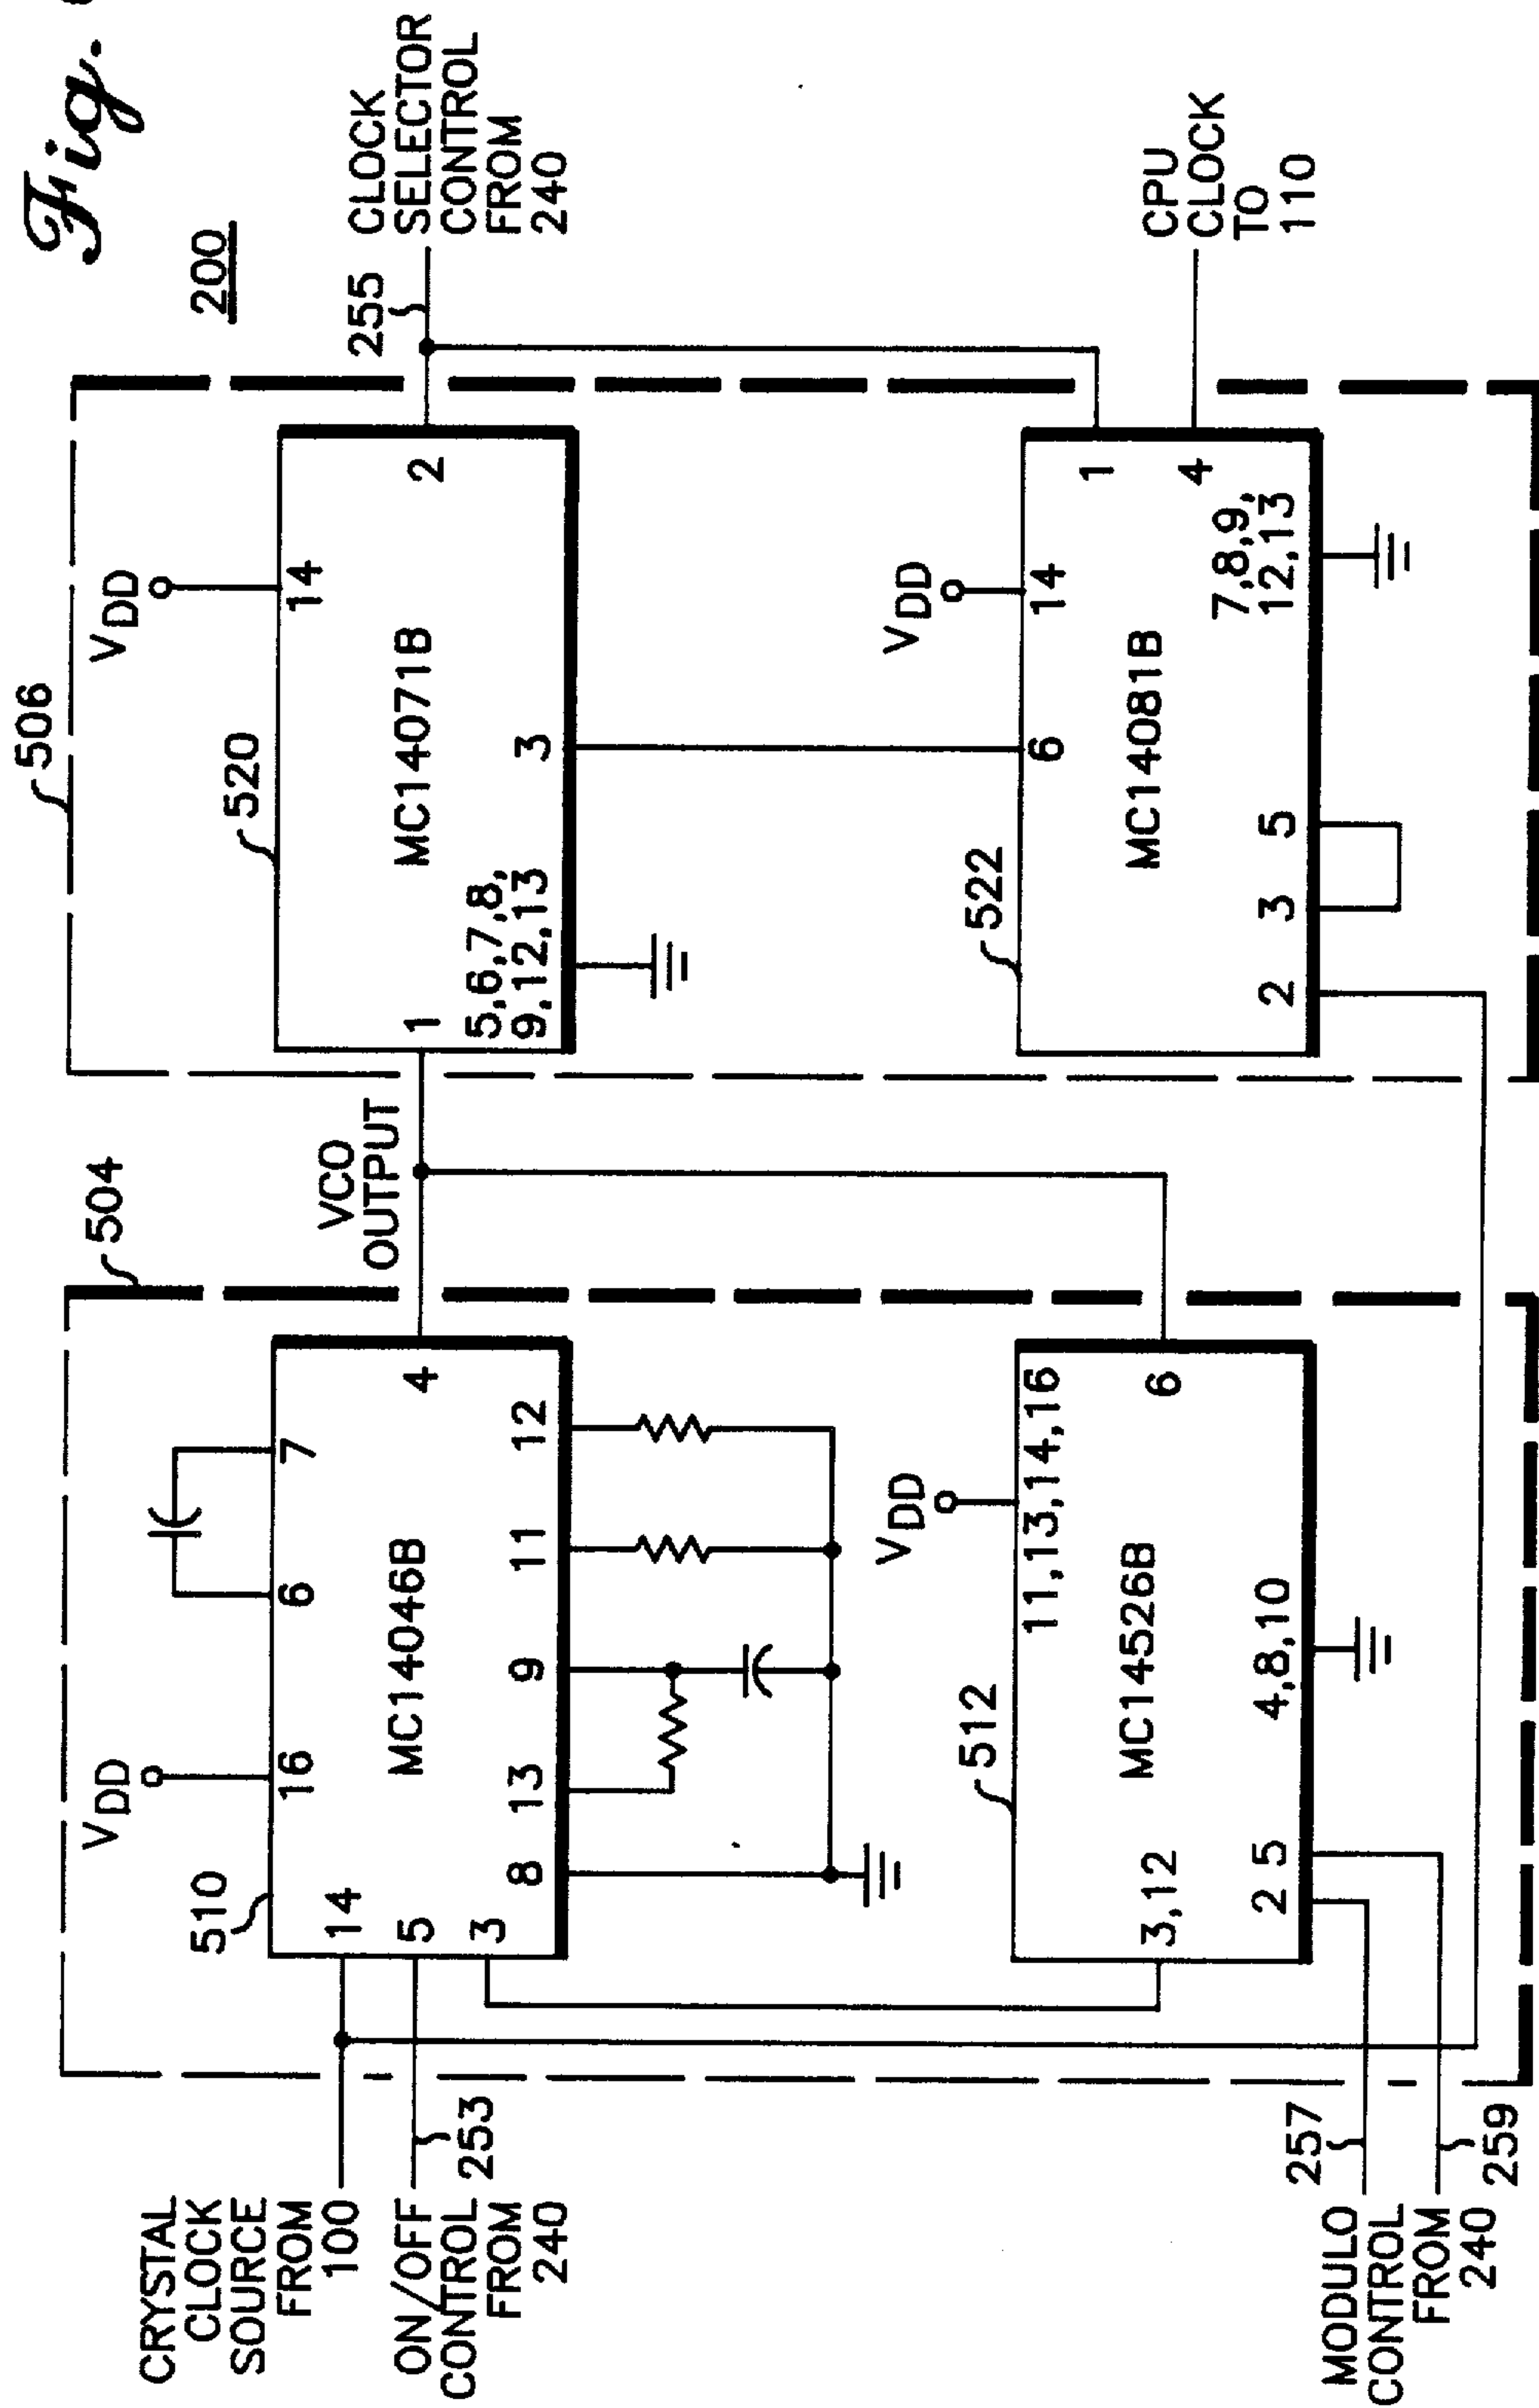 Fig.
200
506
504
CRYSTAL
CLOCK
SOURCE
FROM
100
ON/OFF
CONTROL
FROM
240
253
510
VDD
16
6
7
14
5
3
MC14046B
4
8
13
9
11
12
VCO
OUTPUT
520
VDD
14
1
MC14071B
2
5,6,7,8,
9,12,13
3
255
CLOCK
SELECTOR
CONTROL
FROM
240
MODULO
CONTROL
FROM
240
257
259
512
VDD
11,13,14,16
3,12
MC14526B
6
2
5
4,8,10
522
VDD
6
14
MC14081B
1
4
2
3
5
7,8,9,
12,13
CPU
CLOCK
TO
110